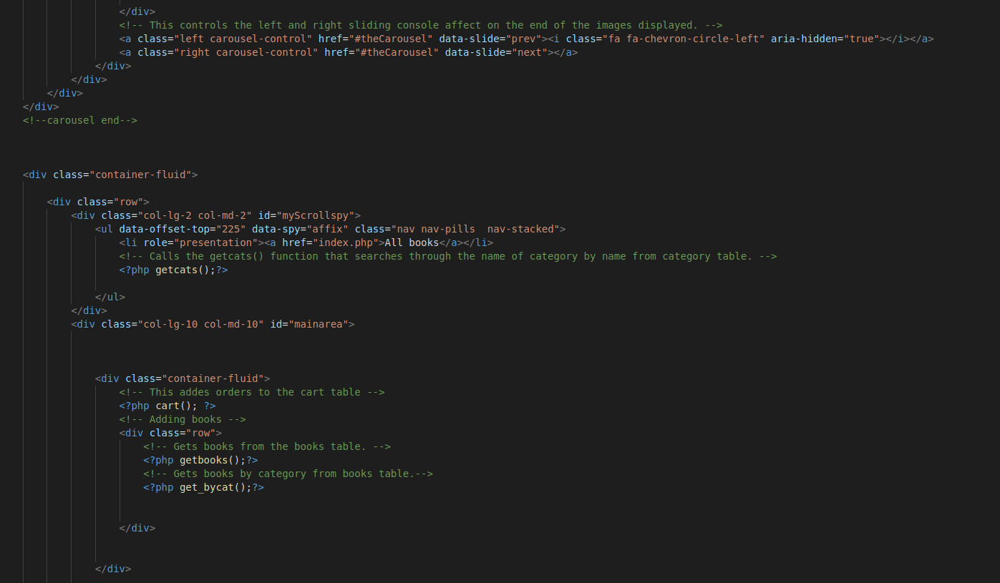 </div>
<!-- This controls the left and right sliding console affect on the end of the images displayed. -->
<a class="left carousel-control" href="#theCarousel" data-slide="prev"><i class="fa fa-chevron-circle-left" aria-hidden="true"></i></a>
<a class="right carousel-control" href="#theCarousel" data-slide="next"></a>
</div>
</div>
</div>
</div>
<!--carousel end-->
<div class="container-fluid">
<div class="row">
<div class="col-lg-2 col-md-2" id="myScrollspy">
<ul data-offset-top="225" data-spy="affix" class="nav nav-pills  nav-stacked">
<li role="presentation"><a href="index.php">All books</a></li>
<!-- Calls the getcats() function that searches through the name of category by name from category table. -->
<?php getcats();?>
</ul>
</div>
<div class="col-lg-10 col-md-10" id="mainarea">
<div class="container-fluid">
<!-- This addes orders to the cart table -->
<?php cart(); ?>
<!-- Adding books -->
<div class="row">
<!-- Gets books from the books table. -->
<?php getbooks();?>
<!-- Gets books by category from books table.-->
<?php get_bycat();?>
</div>
</div>